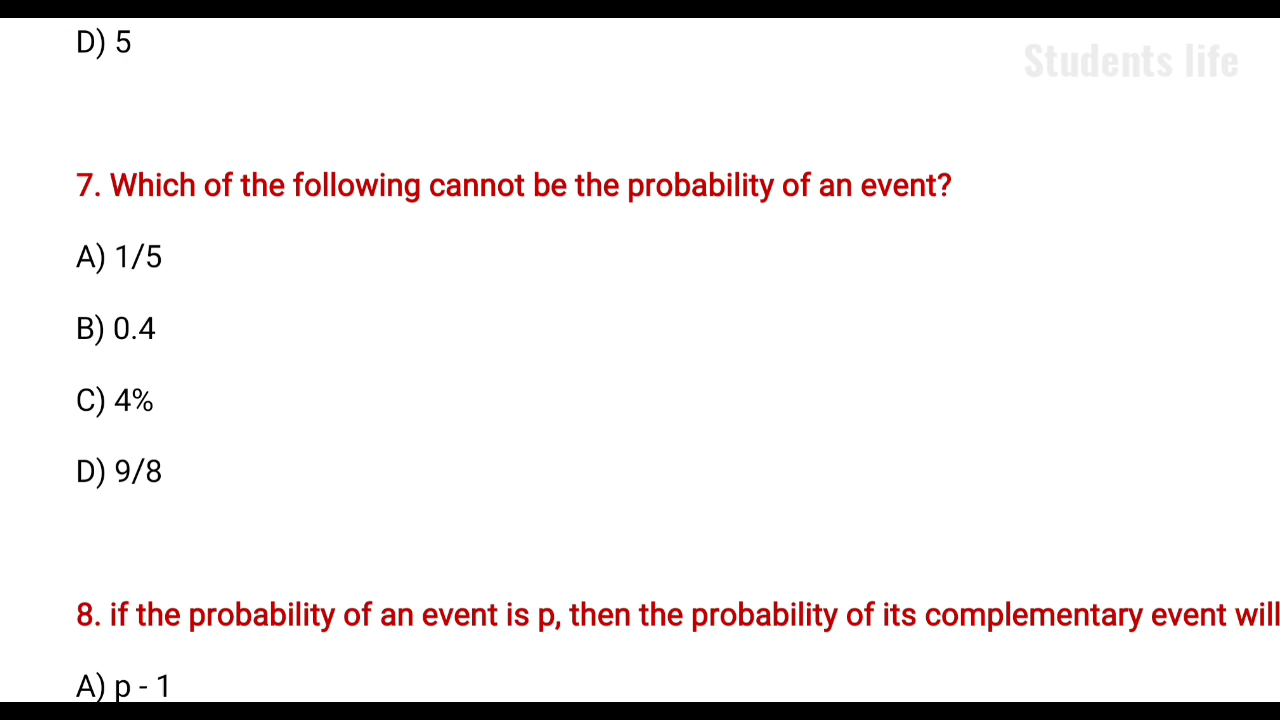 D) 5
Students life
7. Which of the following cannot be the probability of an event?
A) 1/5
B) 0.4
C) 4%
D) 9/8
8. if the probability of an event is p, then the probability of its complementary event will
A) p - 1